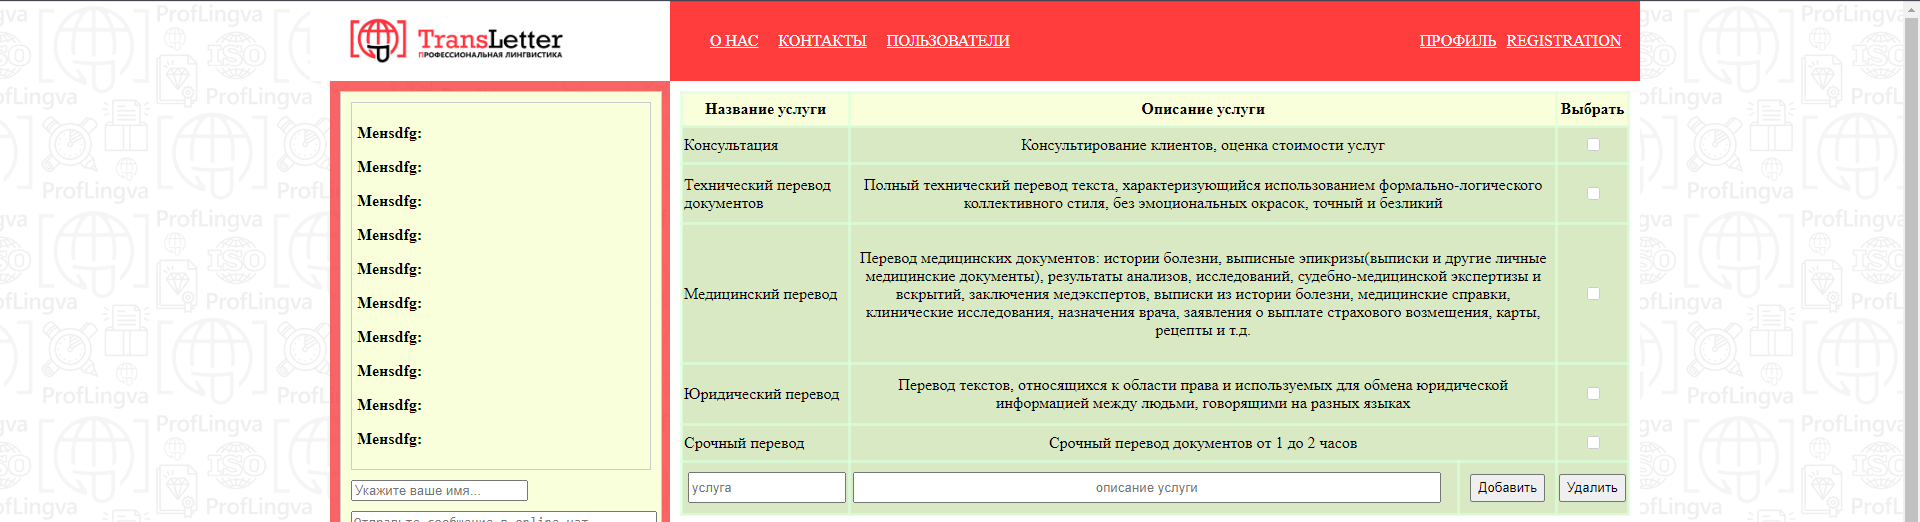 TransLetter
ПРОФЕССИОНАЛЬНАЯ ЛИНГВИСТИКА
О НАС КОНТАКТЫ ПОЛЬЗОВАТЕЛИ
ПРОФИЛЬ REGISTRATION
Менsdfg:
Менsdfg:
Менsdfg:
Менsdfg:
Менsdfg:
Менsdfg:
Менsdfg:
Менsdfg:
Менsdfg:
Менsdfg:
Укажите ваше имя...
Отправьте сообщение в online чат
Название услуги Описание услуги Выбрать
Консультация Консультирование клиентов, оценка стоимости услуг
Технический перевод
документов
Полный технический перевод текста, характеризующийся использованием формально-логического
коллективного стиля, без эмоциональных окрасок, точный и безликий
Медицинский перевод
Перевод медицинских документов: истории болезни, выписные эпикризы(выписки и другие личные
медицинские документы), результаты анализов, исследований, судебно-медицинской экспертизы и
вскрытий, заключения медэкспертов, выписки из истории болезни, медицинские справки,
клинические исследования, назначения врача, заявления о выплате страхового возмещения, карты,
рецепты и т.д.
Юридический перевод
Перевод текстов, относящихся к области права и используемых для обмена юридической
информацией между людьми, говорящими на разных языках
Срочный перевод Срочный перевод документов от 1 до 2 часов
услуга описание услуги Добавить Удалить
ProfLingva
ISO